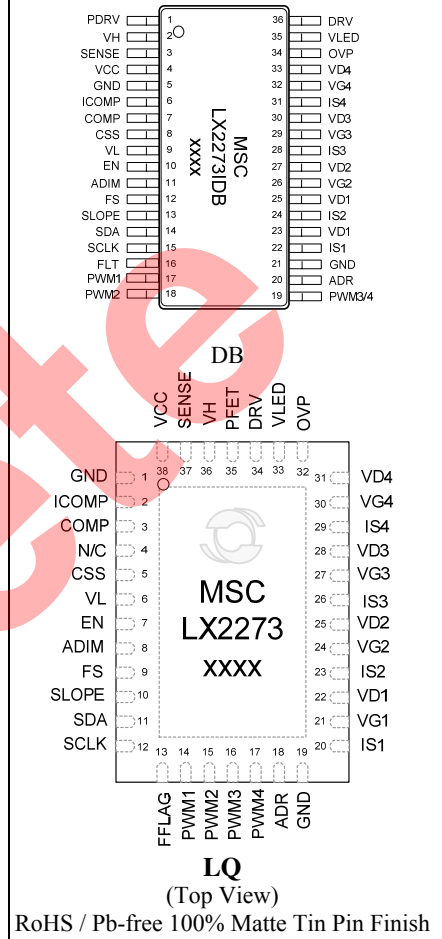 PDRV 1 36 DRV
VH 2 35 VLED
SENSE 3 34 OVP
VCC 4 33 VD4
GND 5 32 VG4
ICOMP 6 31 IS4
COMP 7 30 VD3
CSS 8 29 VG3
VL 9 28 IS3
EN 10 27 VD2
ADIM 11 26 VG2
FS 12 25 VD1
SLOPE 13 24 IS2
SDA 14 23 VD1
SCLK 15 22 IS1
FLT 16 21 GND
PWM1 17 20 ADR
PWM2 18 19 PWM3/4
MSC
LX2273IDB
XXXX
DB
VCC SENSE VH PFET DRV VLED OVP
38 37 36 35 34 33 32
GND 1 31 VD4
ICOMP 2 30 VG4
COMP 3 29 IS4
N/C 4 28 VD3
CSS 5 27 VG3
VL 6 26 IS3
EN 7 25 VD2
ADIM 8 24 VG2
FS 9 23 IS2
SLOPE 10 22 VD1
SDA 11 21 VG1
SCLK 12 20 IS1
MSC
LX2273
XXXX
13 14 15 16 17 18 19
FFLAG PWM1 PWM2 PWM3 PWM4 ADR GND
LQ
(Top View)
RoHS / Pb-free 100% Matte Tin Pin Finish
ete